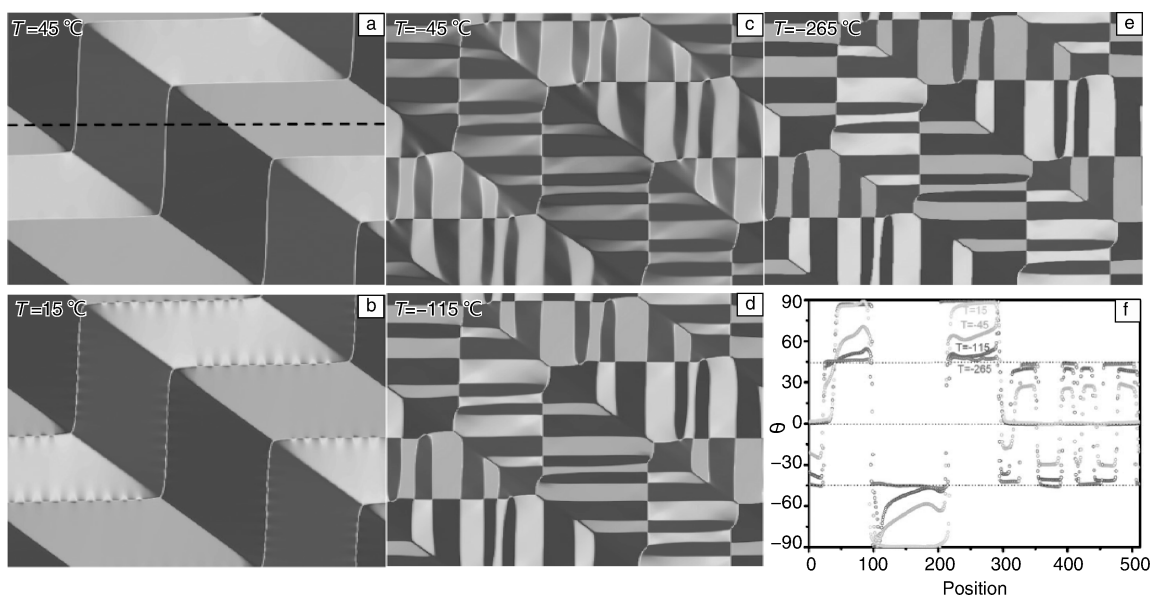 T=45 ℃
a
T=−45 ℃
c
T=−265 ℃
e
T=15 ℃
b
T=−115 ℃
d
f
90
60
30
0
−30
−60
−90
θ
T=15
T=-45
T=-115
T=-265
0
100
200
300
400
500
Position